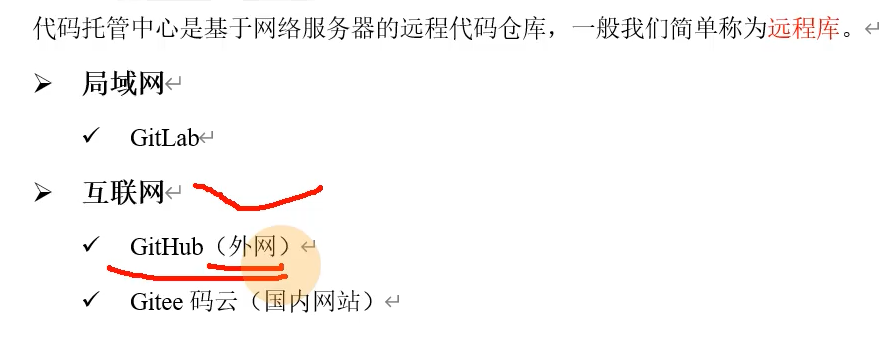 代码托管中心是基于网络服务器的远程代码仓库，一般我们简单称为远程库。
局域网
GitLab
互联网
GitHub（外网）
Gitee 码云（国内网站）